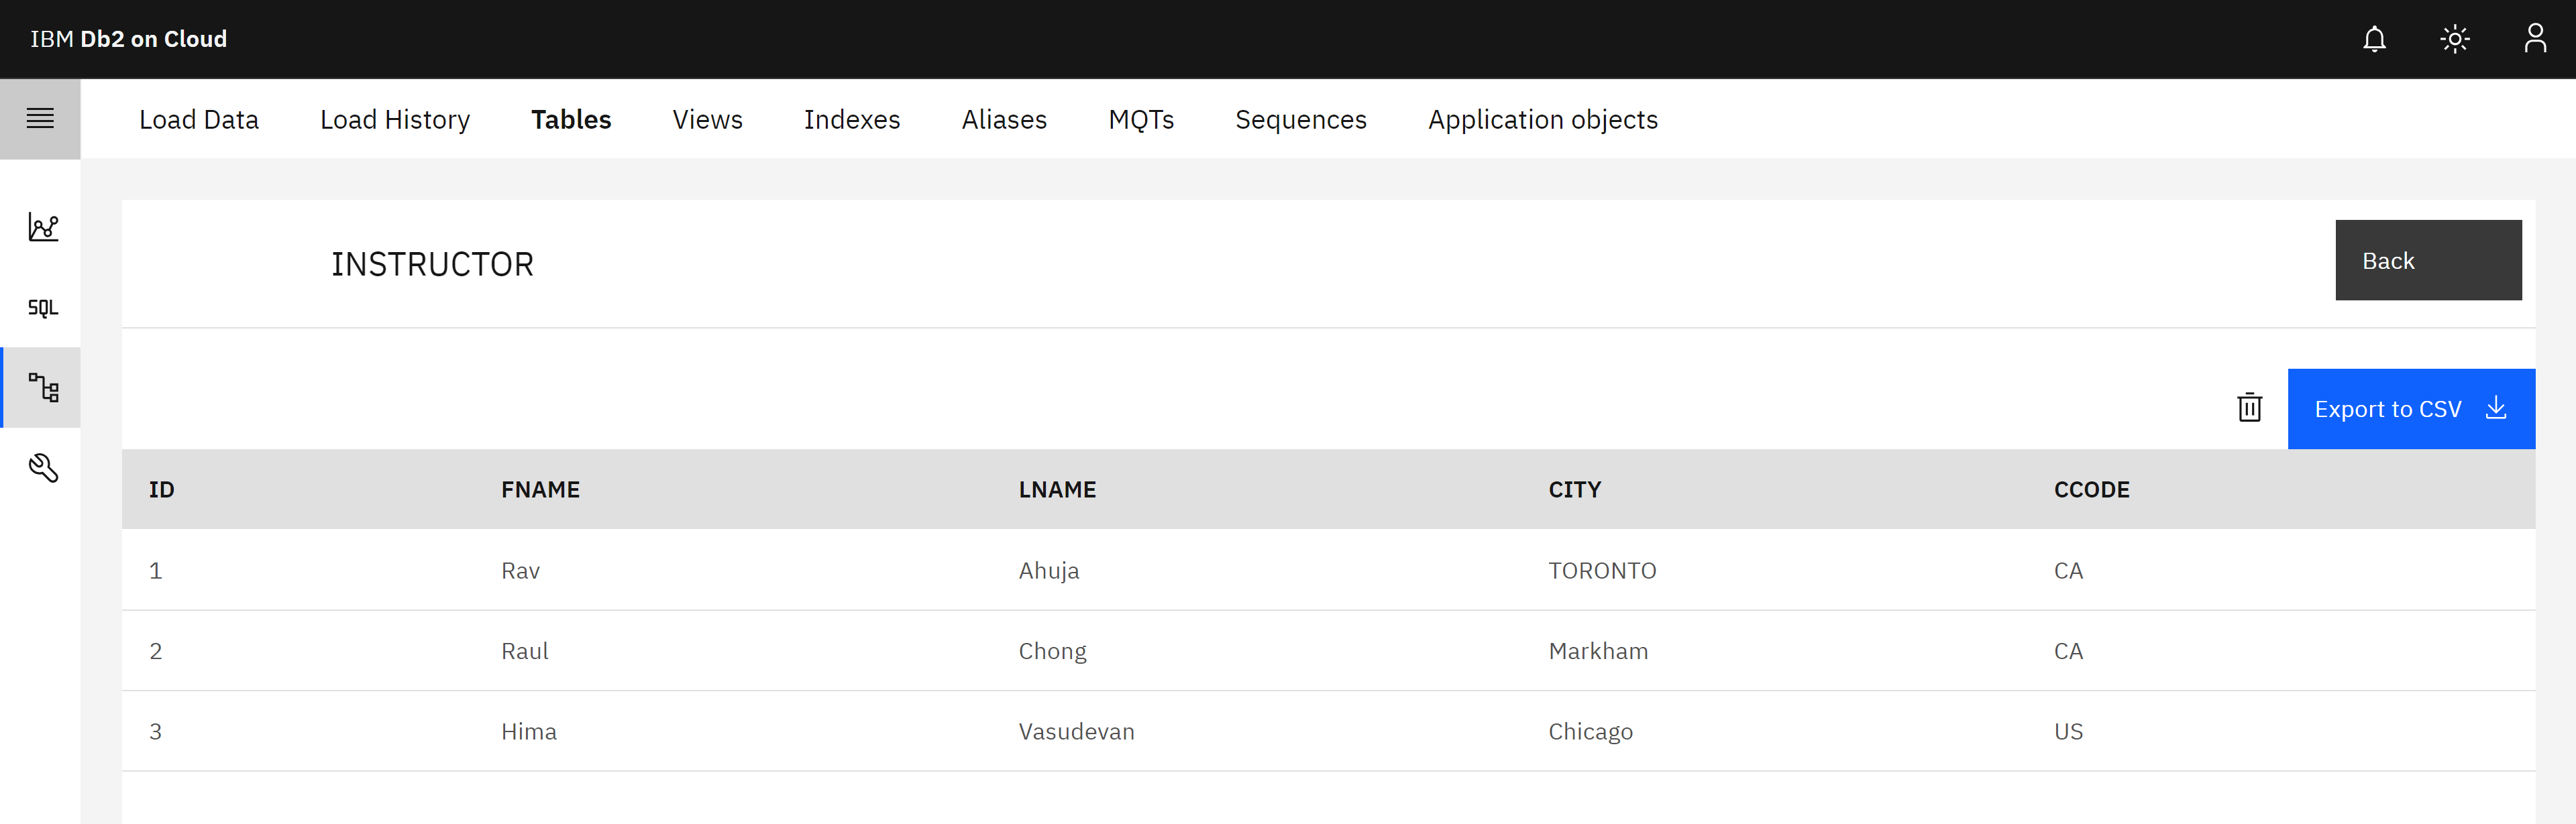 IBM Db2 on Cloud
Load Data Load History Tables Views Indexes Aliases MQTs Sequences Application objects
INSTRUCTOR
Back
SQL
Export to CSV
ID FNAME LNAME CITY CCODE
1 Rav Ahuja TORONTO CA
2 Raul Chong Markham CA
3 Hima Vasudevan Chicago US